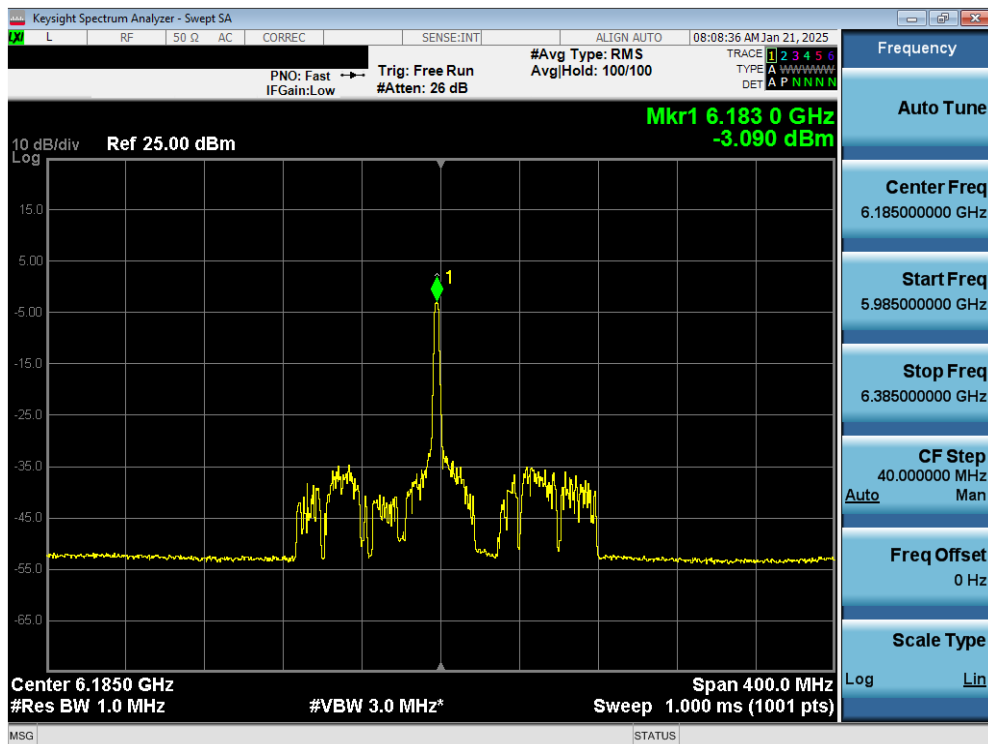 Keysight Spectrum Analyzer - Swept SA
LXI L RF 50 Ω AC CORREC SENSE:INT ALIGN AUTO 08:08:36 AM Jan 21, 2025
PNO: Fast
IFGain:Low
Trig: Free Run
#Atten: 26 dB
#Avg Type: RMS
Avg|Hold: 100/100
TRACE 1 2 3 4 5 6
TYPE A WWWWW
DET A P N N N N
Mkr1 6.183 0 GHz
-3.090 dBm
10 dB/div Ref 25.00 dBm
Log
15.0
5.00
-5.00
-15.0
-25.0
-35.0
-45.0
-55.0
-65.0
1
Center 6.1850 GHz Span 400.0 MHz
#Res BW 1.0 MHz #VBW 3.0 MHz* Sweep 1.000 ms (1001 pts)
MSG STATUS
Frequency
Auto Tune
Center Freq
6.185000000 GHz
Start Freq
5.985000000 GHz
Stop Freq
6.385000000 GHz
CF Step
40.000000 MHz
Auto Man
Freq Offset
0 Hz
Scale Type
Log Lin